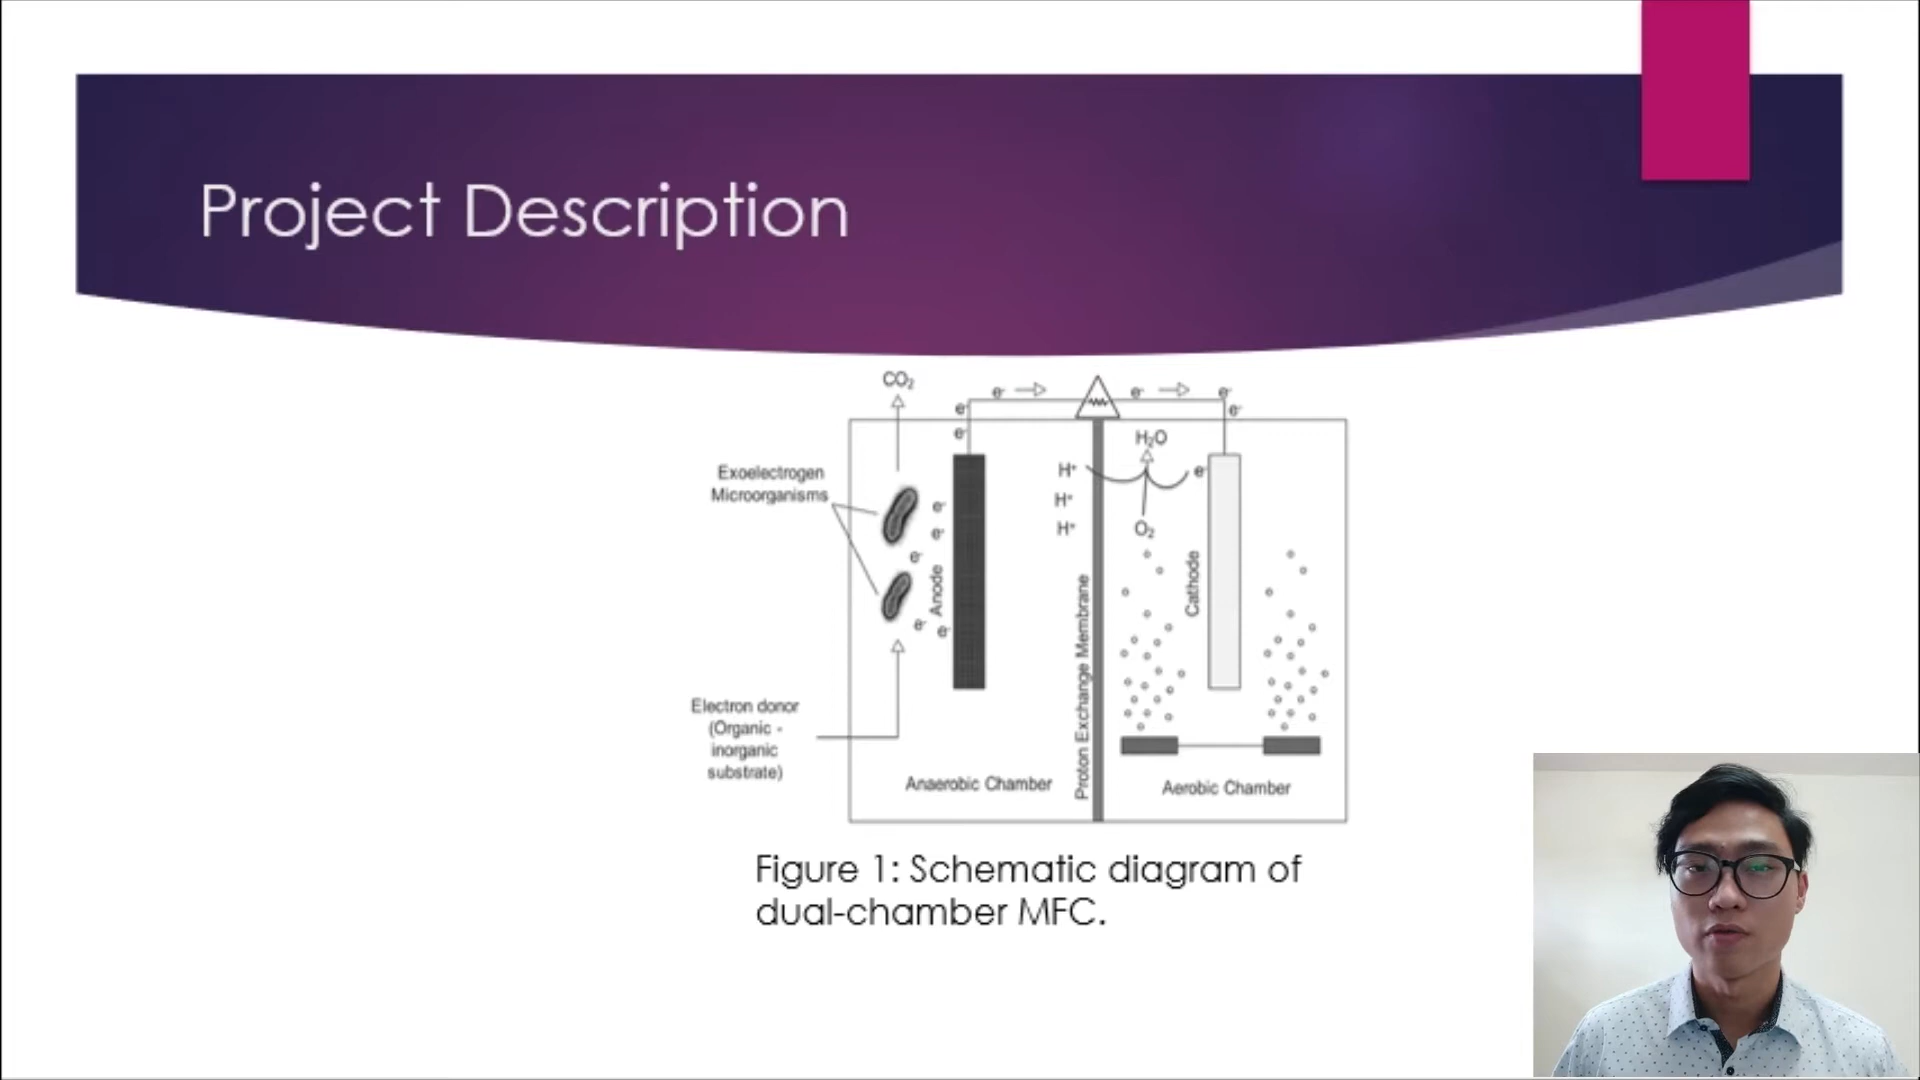 Project Description
CO₂
e⁻
e⁻
e⁻
e⁻
e⁻
e⁻
e⁻
H₂O
H⁺
e⁻
H⁺
H⁺
O₂
Exoelectrogen
Microorganisms
e⁻
e⁻
e⁻
e⁻
e⁻
Anode
Cathode
Proton Exchange Membrane
Electron donor
(Organic -
inorganic
substrate)
Anaerobic Chamber
Aerobic Chamber
Figure 1: Schematic diagram of
dual-chamber MFC.